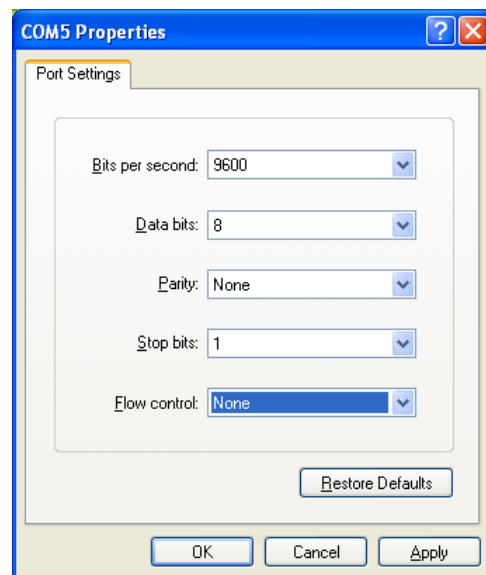 COM5 Properties
Port Settings
Bits per second: 9600
Data bits: 8
Parity: None
Stop bits: 1
Flow control: None
Restore Defaults
OK Cancel Apply